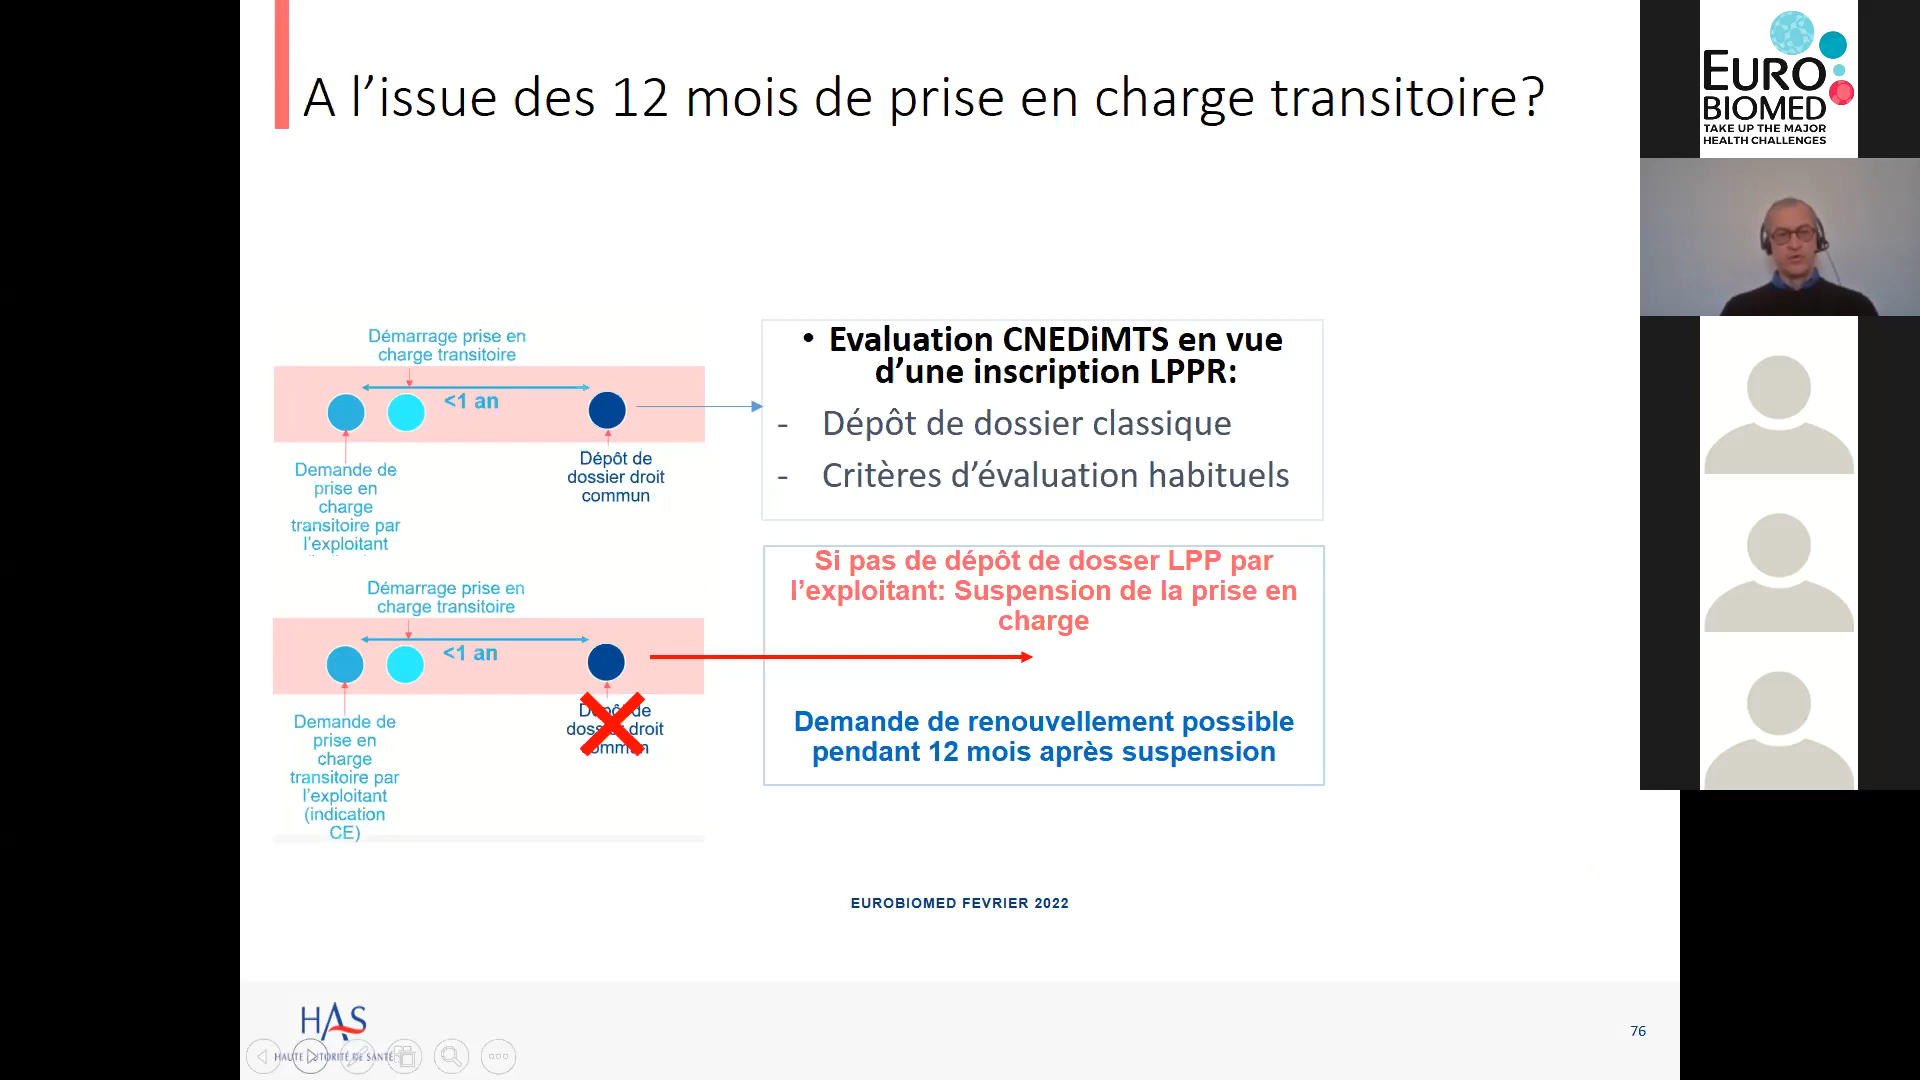 A l’issue des 12 mois de prise en charge transitoire?
EURO
BIOMED
TAKE UP THE MAJOR
HEALTH CHALLENGES
Démarrage prise en
charge transitoire
<1 an
Demande de
prise en
charge
transitoire par
l’exploitant
Dépôt de
dossier droit
commun
• Evaluation CNEDiMTS en vue
d’une inscription LPPR:
- Dépôt de dossier classique
- Critères d’évaluation habituels
Démarrage prise en
charge transitoire
<1 an
Demande de
prise en
charge
transitoire par
l’exploitant
(indication
CE)
Dépôt de
dossier droit
commun
Si pas de dépôt de dosser LPP par
l’exploitant: Suspension de la prise en
charge
Demande de renouvellement possible
pendant 12 mois après suspension
EUROBIOMED FEVRIER 2022
HAS
HAUTE AUTORITÉ DE SANTÉ
76